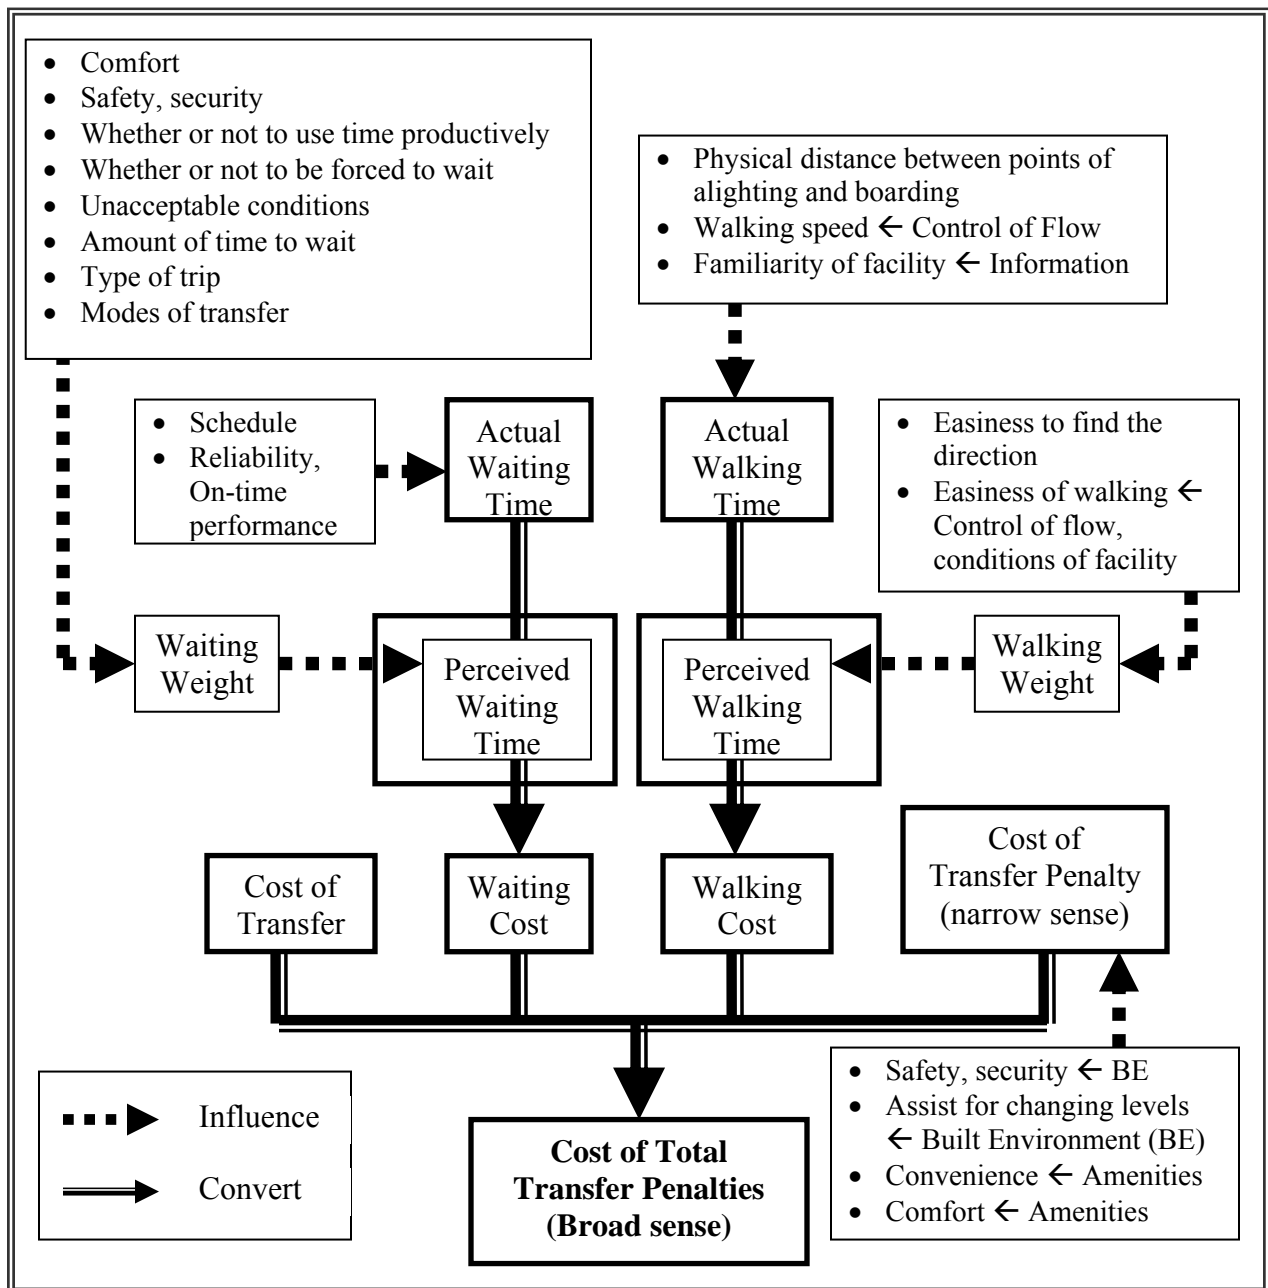 • Comfort
• Safety, security
• Whether or not to use time productively
• Whether or not to be forced to wait
• Unacceptable conditions
• Amount of time to wait
• Type of trip
• Modes of transfer
• Physical distance between points of
alighting and boarding
• Walking speed ← Control of Flow
• Familiarity of facility ← Information
• Schedule
• Reliability,
On-time
performance
Actual
Waiting
Time
Actual
Walking
Time
• Easiness to find the
direction
• Easiness of walking ←
Control of flow,
conditions of facility
Waiting
Weight
Perceived
Waiting
Time
Perceived
Walking
Time
Walking
Weight
Cost of
Transfer
Waiting
Cost
Walking
Cost
Cost of
Transfer Penalty
(narrow sense)
Influence
Convert
Cost of Total
Transfer Penalties
(Broad sense)
• Safety, security ← BE
• Assist for changing levels
← Built Environment (BE)
• Convenience ← Amenities
• Comfort ← Amenities